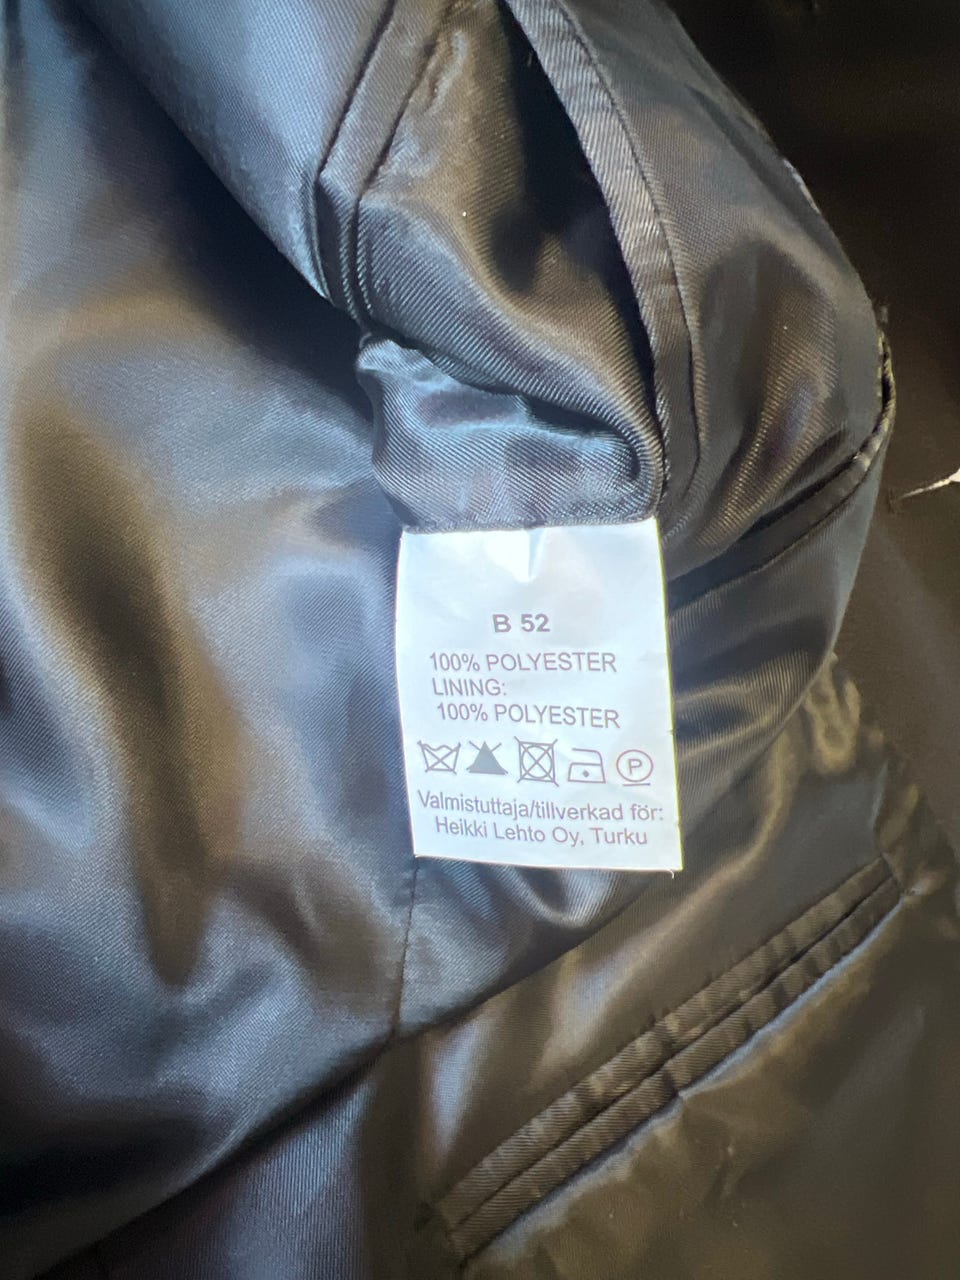 B 52
100% POLYESTER
LINING:
100% POLYESTER
P
Valmistuttaja/tillverkad för:
Heikki Lehto Oy, Turku